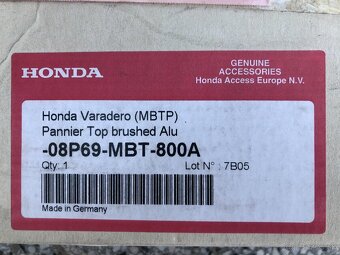 HONDA
GENUINE
ACCESSORIES
Honda Access Europe N.V.
Honda Varadero (MBTP)
Pannier Top brushed Alu
-08P69-MBT-800A
Qty: 1 Lot N° : 7B05
Made in Germany